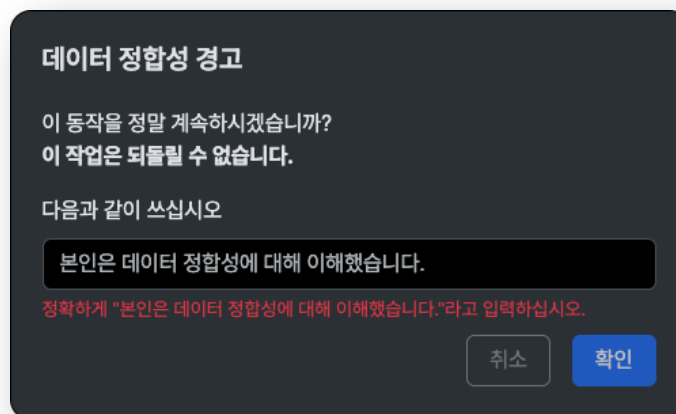 데이터 정합성 경고
이 동작을 정말 계속하시겠습니까?
이 작업은 되돌릴 수 없습니다.
다음과 같이 쓰십시오
본인은 데이터 정합성에 대해 이해했습니다.
정확하게 "본인은 데이터 정합성에 대해 이해했습니다."라고 입력하십시오.
취소 확인